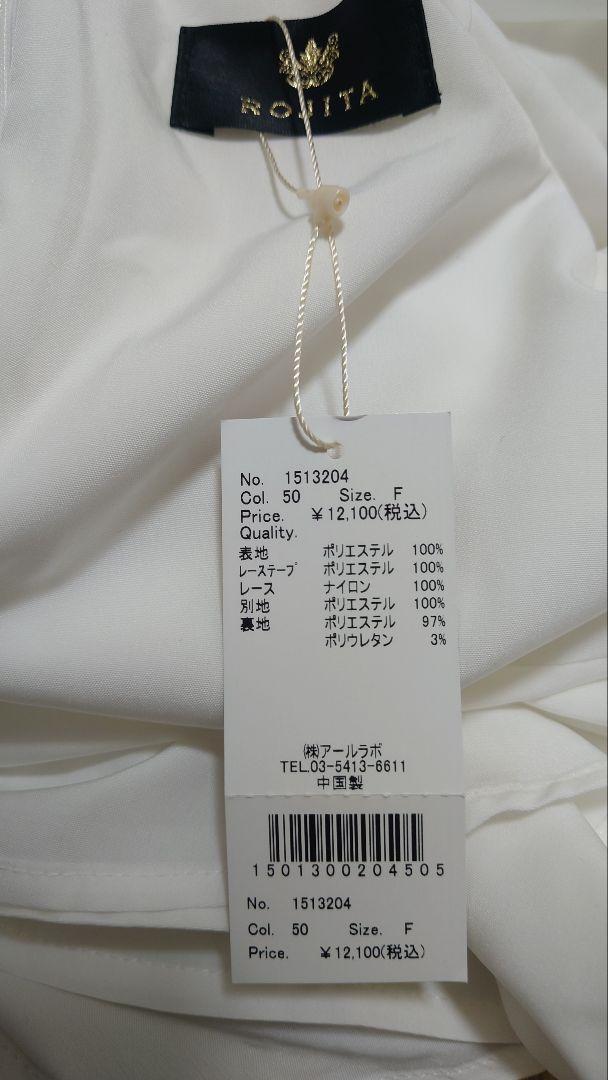 ROJITA
No. 1513204
Col. 50 Size. F
Price. ¥12,100(税込)
Quality.
表地 ポリエステル 100%
レーステープ ポリエステル 100%
レース ナイロン 100%
別地 ポリエステル 100%
裏地 ポリエステル 97%
ポリウレタン 3%
㈱アールラボ
TEL.03-5413-6611
中国製
1501300204505
No. 1513204
Col. 50 Size. F
Price. ¥12,100(税込)